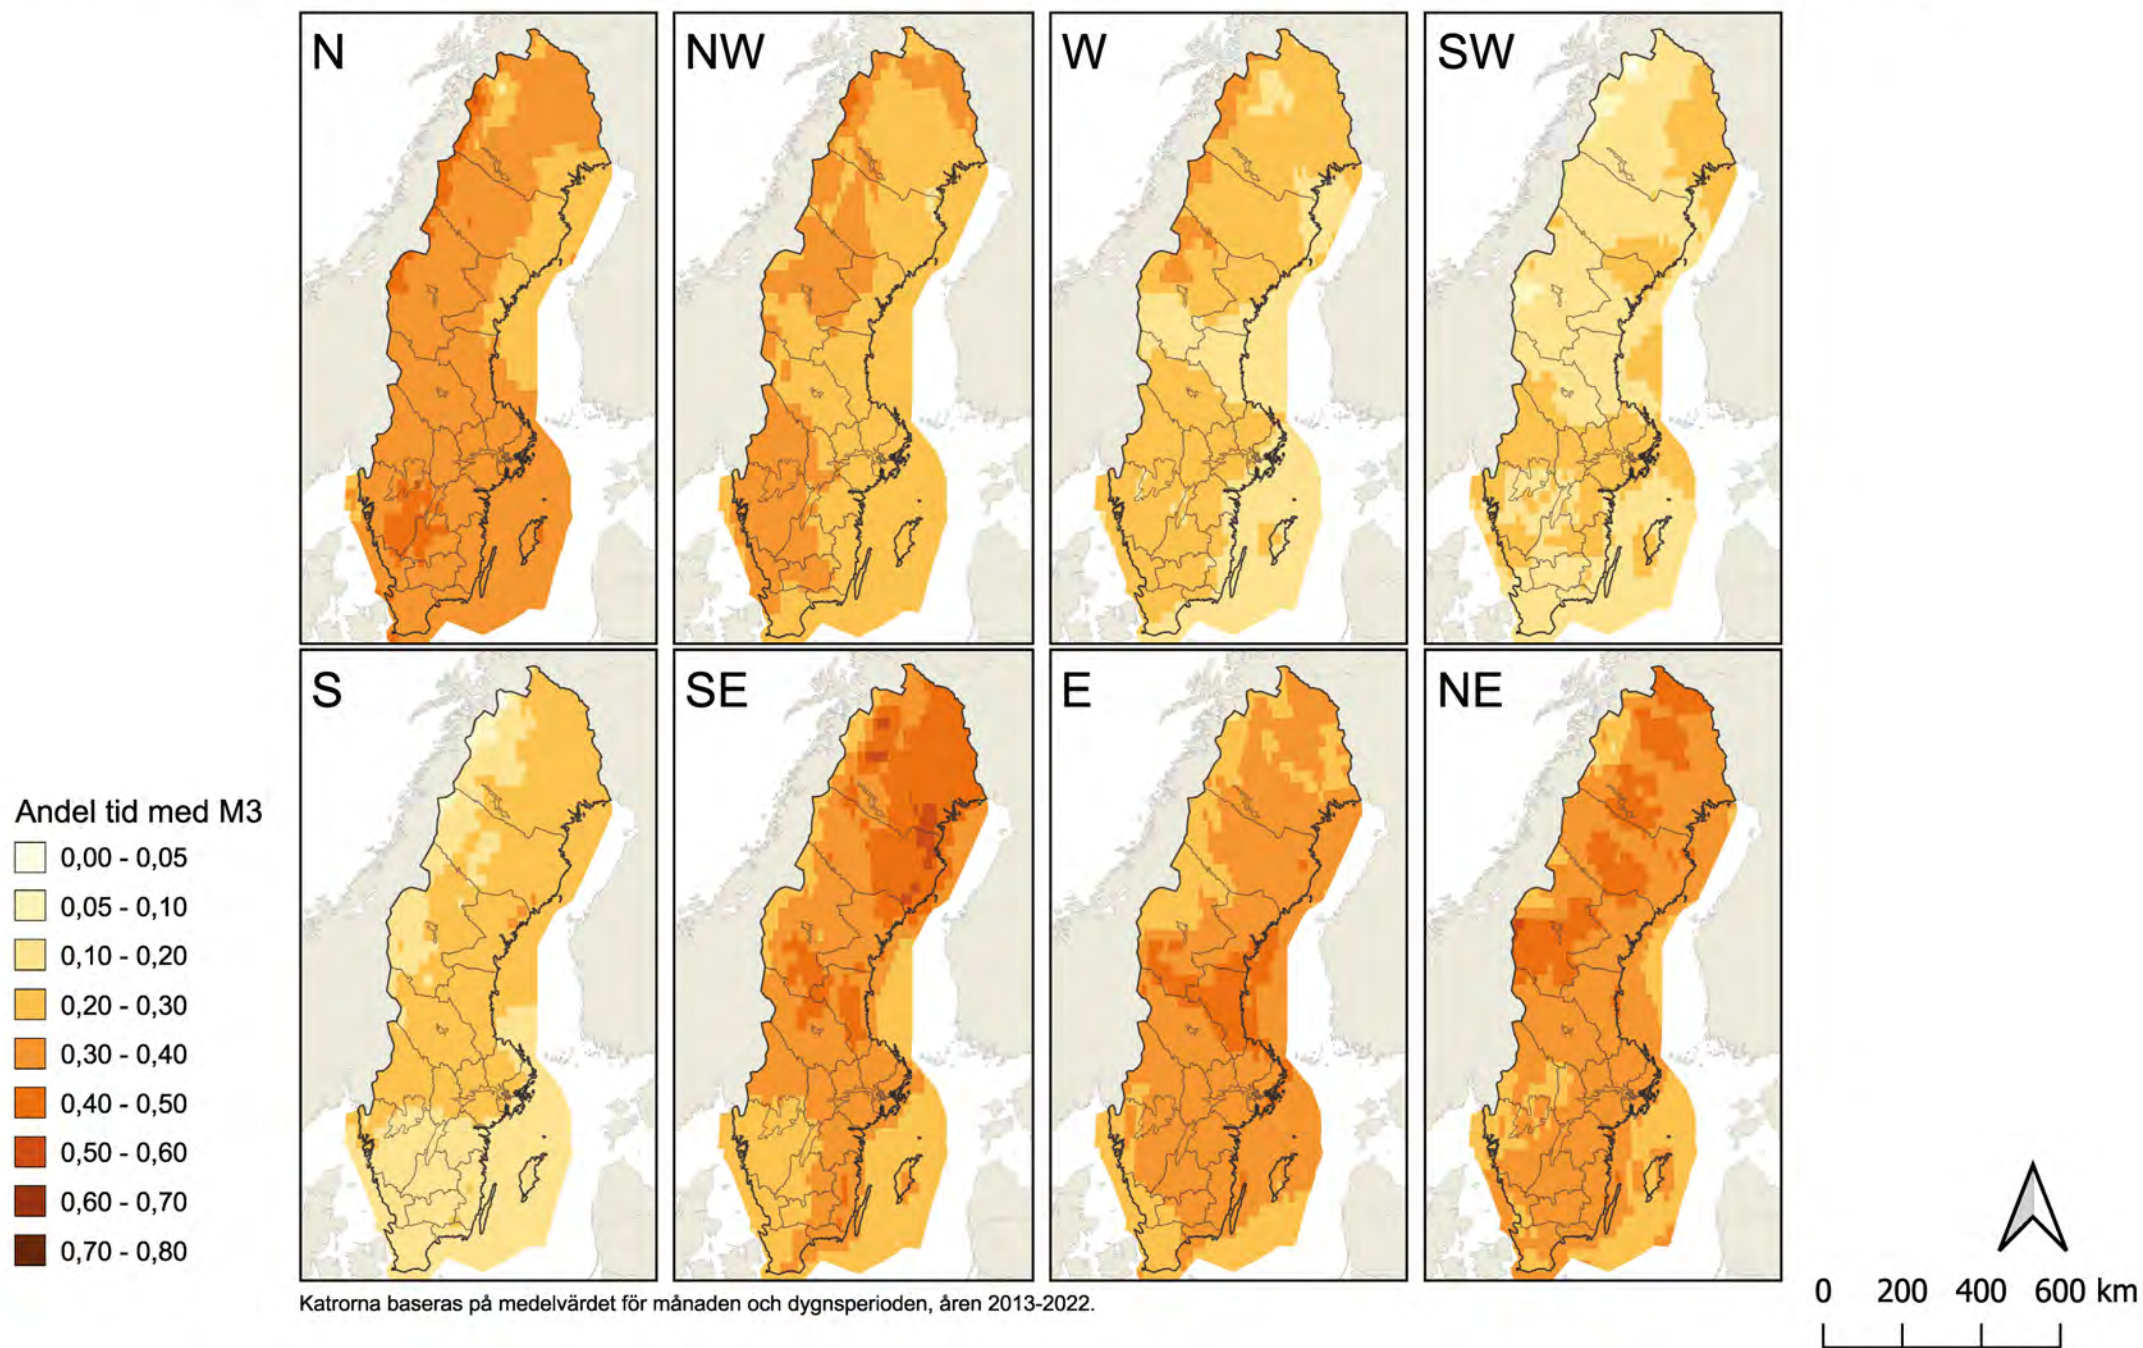 N
NW
W
SW
S
SE
E
NE
Andel tid med M3
0,00 - 0,05
0,05 - 0,10
0,10 - 0,20
0,20 - 0,30
0,30 - 0,40
0,40 - 0,50
0,50 - 0,60
0,60 - 0,70
0,70 - 0,80
Katrorna baseras på medelvärdet för månaden och dygnsperioden, åren 2013-2022.
0 200 400 600 km